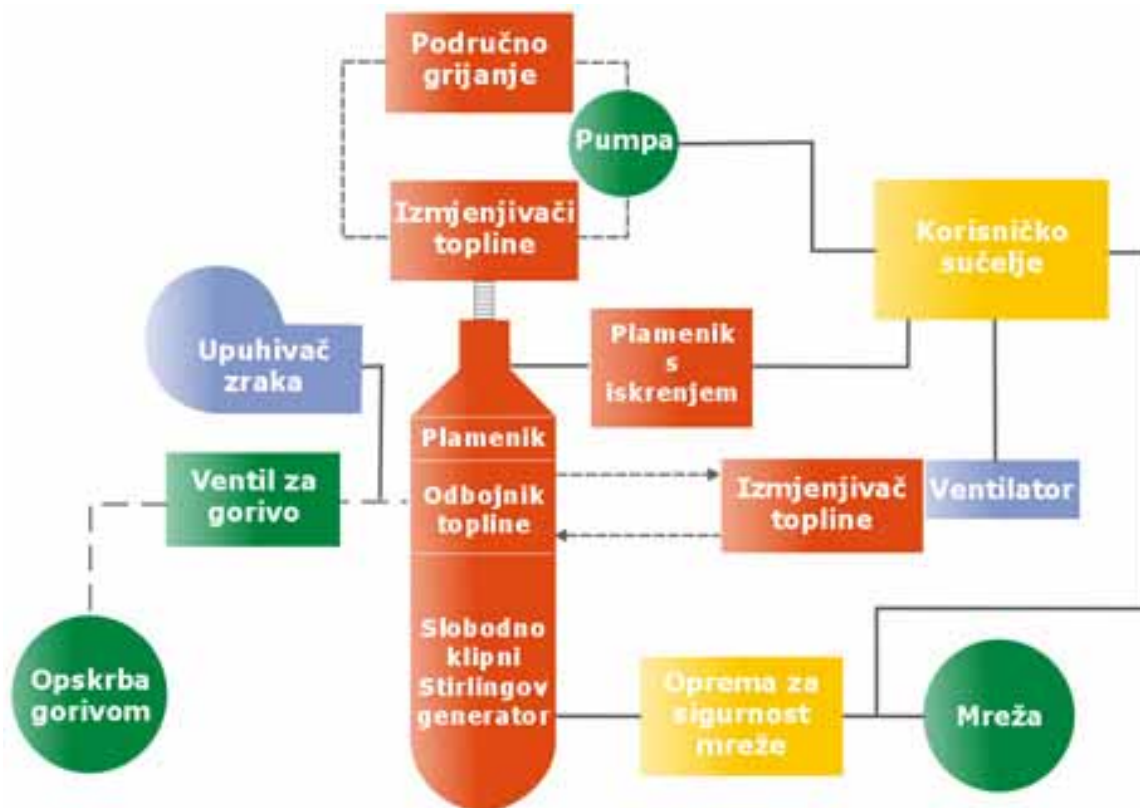 Područno
grijanje
Pumpa
Izmjenjivači
topline
Korisničko
sučelje
Upuhivač
zraka
Plamenik
s
iskrenjem
Plamenik
Ventil za
gorivo
Odbojnik
topline
Izmjenjivač
topline
Ventilator
Opskrba
gorivom
Slobodno
klipni
Stirlingov
generator
Oprema za
sigurnost
mreže
Mreža